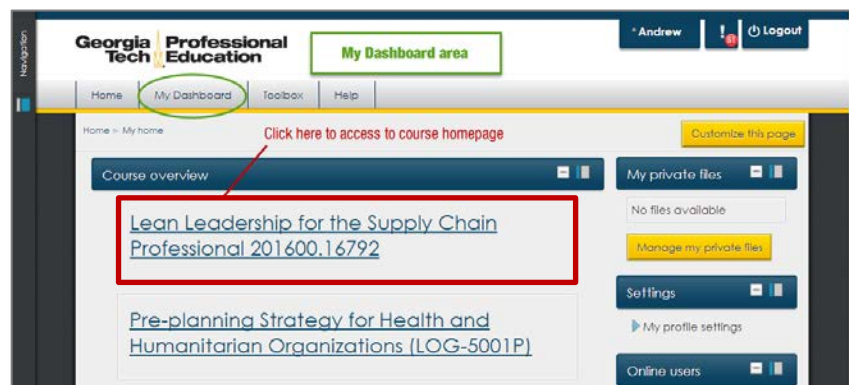 Navigation
Georgia Professional
Tech Education
My Dashboard area
Andrew
!
51
Logout
Home
My Dashboard
Toolbox
Help
Home ▻ My home
Click here to access to course homepage
Customize this page
Course overview
Lean Leadership for the Supply Chain
Professional 201600.16792
Pre-planning Strategy for Health and
Humanitarian Organizations (LOG-5001P)
My private files
No files available
Manage my private files
Settings
My profile settings
Online users